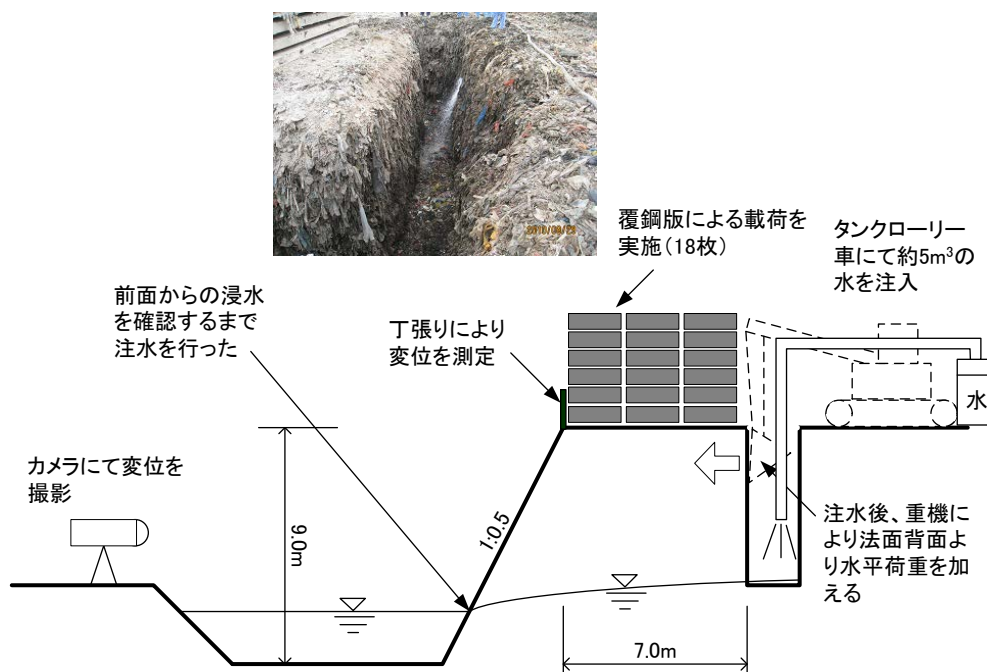 2010/09/29
覆鋼版による載荷を
実施(18枚)
タンクローリー
車にて約5m³の
水を注入
前面からの浸水
を確認するまで
注水を行った
丁張りにより
変位を測定
水
カメラにて変位を
撮影
9.0m
1:0.5
注水後、重機に
より法面背面よ
り水平荷重を加
える
7.0m